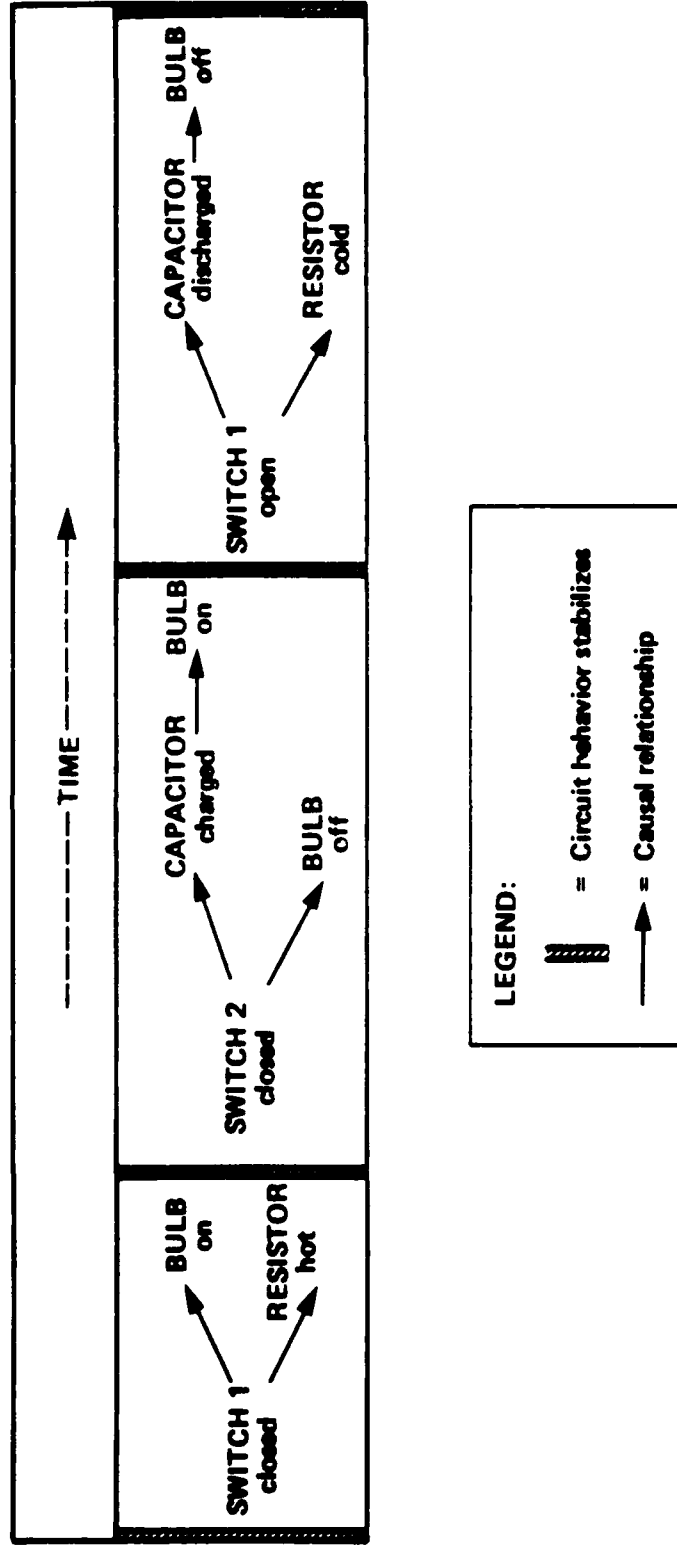 TIME
SWITCH 1
closed
BULB
on
RESISTOR
hot
SWITCH 2
closed
CAPACITOR
charged
BULB
on
BULB
off
SWITCH 1
open
CAPACITOR
discharged
BULB
off
RESISTOR
cold
LEGEND:
= Circuit behavior stabilizes
= Causal relationship